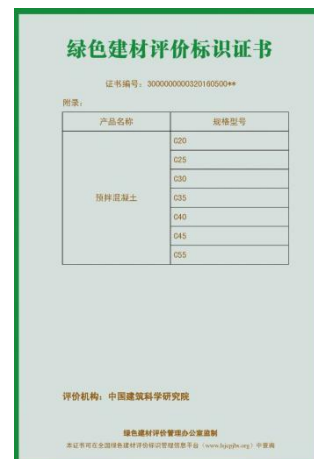 绿色建材评价标识证书
证书编号：3000000000320160500**
附录：
产品名称 规格型号
C20
C25
C30
预拌混凝土 C35
C40
C45
C55
评价机构：中国建筑科学研究院
绿色建材评价管理办公室监制